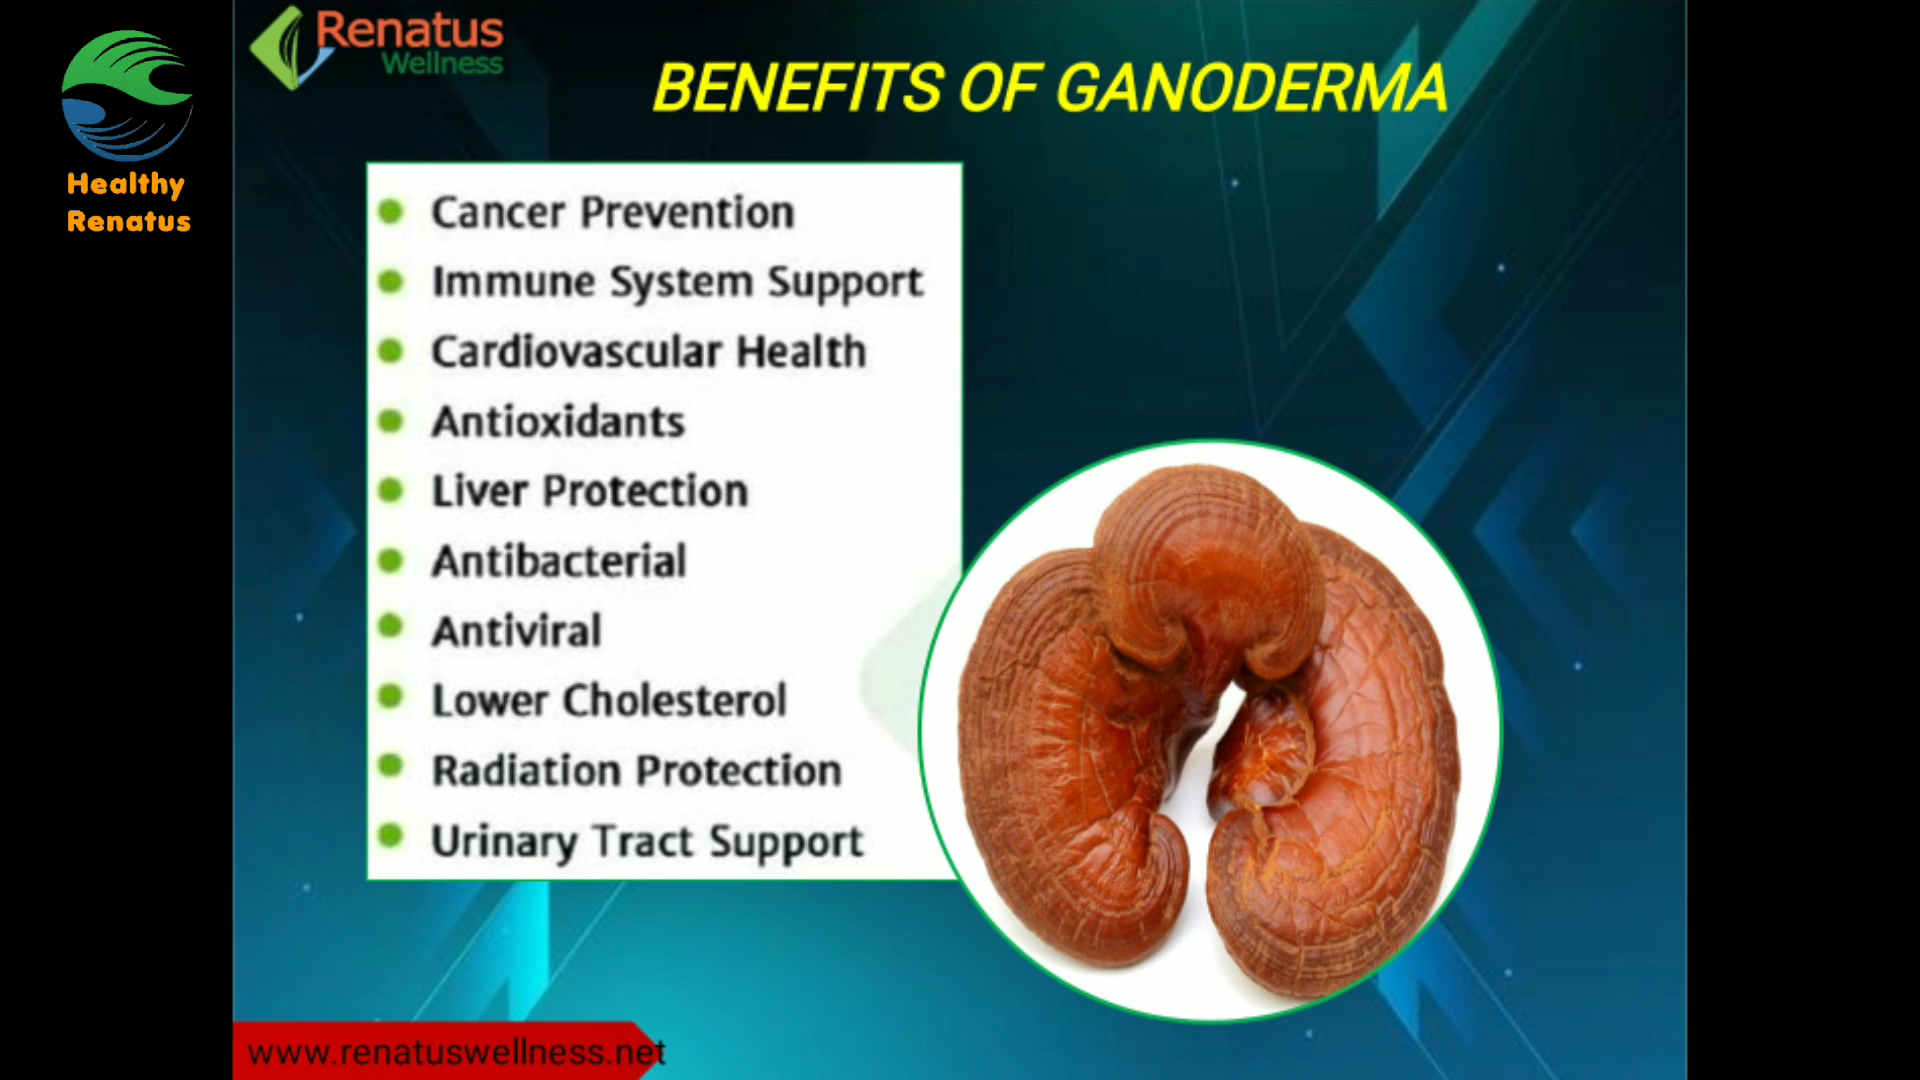 Renatus
Wellness
Healthy
Renatus
BENEFITS OF GANODERMA
Cancer Prevention
Immune System Support
Cardiovascular Health
Antioxidants
Liver Protection
Antibacterial
Antiviral
Lower Cholesterol
Radiation Protection
Urinary Tract Support
www.renatuswellness.net